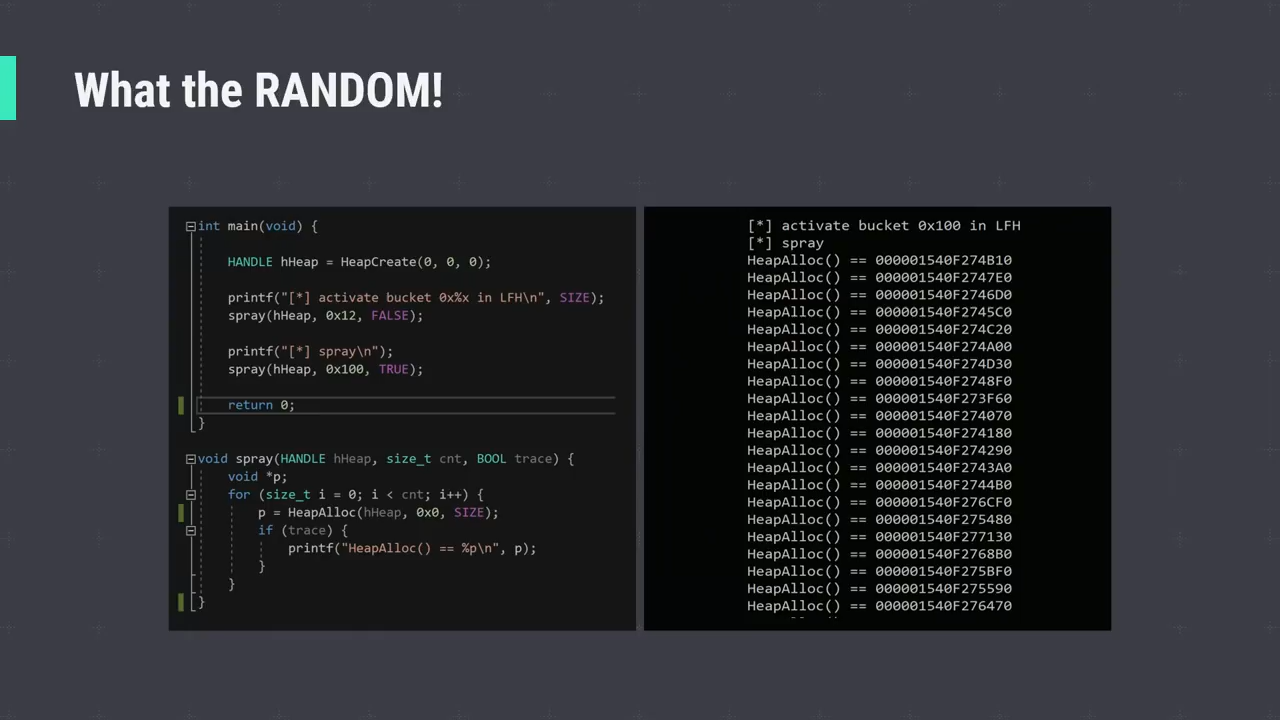 What the RANDOM!
int main(void) {
HANDLE hHeap = HeapCreate(0, 0, 0);
printf("[*] activate bucket 0x%x in LFH\n", SIZE);
spray(hHeap, 0x12, FALSE);
printf("[*] spray\n");
spray(hHeap, 0x100, TRUE);
return 0;
}
void spray(HANDLE hHeap, size_t cnt, BOOL trace) {
void *p;
for (size_t i = 0; i < cnt; i++) {
p = HeapAlloc(hHeap, 0x0, SIZE);
if (trace) {
printf("HeapAlloc() == %p\n", p);
}
}
}
[*] activate bucket 0x100 in LFH
[*] spray
HeapAlloc() == 000001540F274B10
HeapAlloc() == 000001540F2747E0
HeapAlloc() == 000001540F2746D0
HeapAlloc() == 000001540F2745C0
HeapAlloc() == 000001540F274C20
HeapAlloc() == 000001540F274A00
HeapAlloc() == 000001540F274D30
HeapAlloc() == 000001540F2748F0
HeapAlloc() == 000001540F273F60
HeapAlloc() == 000001540F274070
HeapAlloc() == 000001540F274180
HeapAlloc() == 000001540F274290
HeapAlloc() == 000001540F2743A0
HeapAlloc() == 000001540F2744B0
HeapAlloc() == 000001540F276CF0
HeapAlloc() == 000001540F275480
HeapAlloc() == 000001540F277130
HeapAlloc() == 000001540F2768B0
HeapAlloc() == 000001540F275BF0
HeapAlloc() == 000001540F275590
HeapAlloc() == 000001540F276470